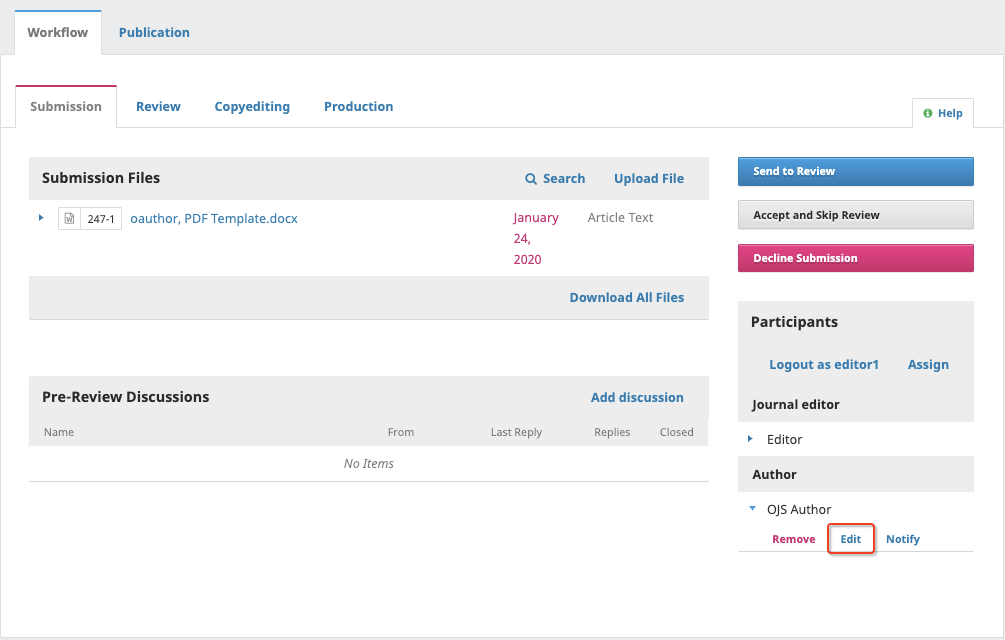 Workflow
Publication
Submission
Review
Copyediting
Production
Help
Submission Files
Search
Upload File
247-1
oauthor, PDF Template.docx
January
24,
2020
Article Text
Download All Files
Pre-Review Discussions
Add discussion
Name
From
Last Reply
Replies
Closed
No Items
Send to Review
Accept and Skip Review
Decline Submission
Participants
Logout as editor1
Assign
Journal editor
Editor
Author
OJS Author
Remove
Edit
Notify